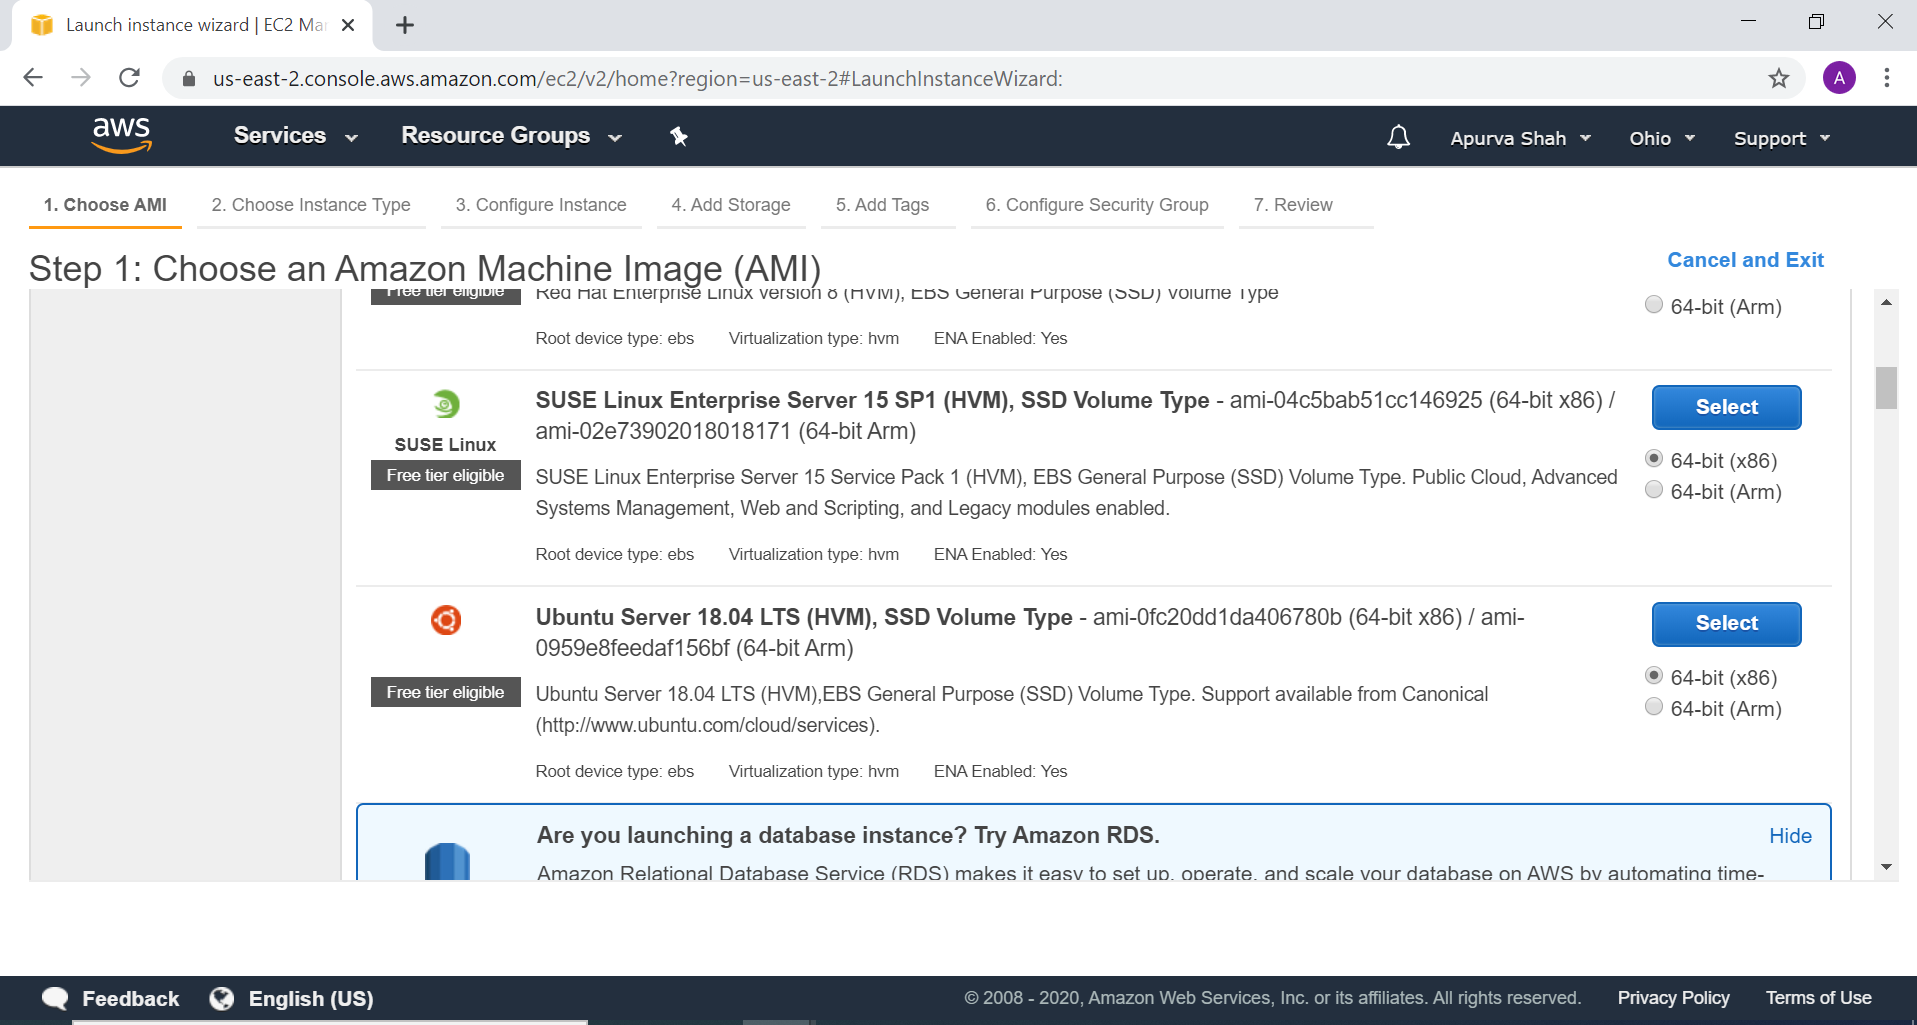 Launch instance wizard | EC2 Ma
us-east-2.console.aws.amazon.com/ec2/v2/home?region=us-east-2#LaunchInstanceWizard:
A
aws
Services
Resource Groups
Apurva Shah
Ohio
Support
1. Choose AMI
2. Choose Instance Type
3. Configure Instance
4. Add Storage
5. Add Tags
6. Configure Security Group
7. Review
Step 1: Choose an Amazon Machine Image (AMI)
Cancel and Exit
Free tier eligible
Red Hat Enterprise Linux version 8 (HVM), EBS General Purpose (SSD) Volume Type
64-bit (Arm)
Root device type: ebs Virtualization type: hvm ENA Enabled: Yes
SUSE Linux
Free tier eligible
SUSE Linux Enterprise Server 15 SP1 (HVM), SSD Volume Type - ami-04c5bab51cc146925 (64-bit x86) /
ami-02e73902018018171 (64-bit Arm)
SUSE Linux Enterprise Server 15 Service Pack 1 (HVM), EBS General Purpose (SSD) Volume Type. Public Cloud, Advanced
Systems Management, Web and Scripting, and Legacy modules enabled.
Root device type: ebs Virtualization type: hvm ENA Enabled: Yes
Select
64-bit (x86)
64-bit (Arm)
Free tier eligible
Ubuntu Server 18.04 LTS (HVM), SSD Volume Type - ami-0fc20dd1da406780b (64-bit x86) / ami-
0959e8feedaf156bf (64-bit Arm)
Ubuntu Server 18.04 LTS (HVM),EBS General Purpose (SSD) Volume Type. Support available from Canonical
(http://www.ubuntu.com/cloud/services).
Root device type: ebs Virtualization type: hvm ENA Enabled: Yes
Select
64-bit (x86)
64-bit (Arm)
Are you launching a database instance? Try Amazon RDS.
Hide
Amazon Relational Database Service (RDS) makes it easy to set up, operate, and scale your database on AWS by automating time-
Feedback
English (US)
© 2008 - 2020, Amazon Web Services, Inc. or its affiliates. All rights reserved.
Privacy Policy
Terms of Use